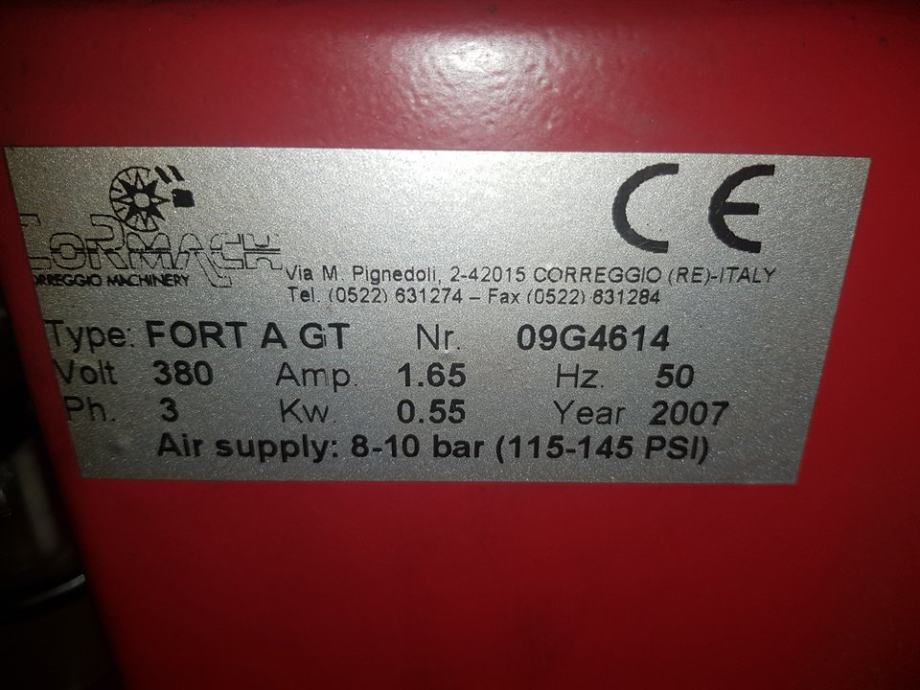 CORMACH
CORREGGIO MACHINERY
CE
Via M. Pignedoli, 2-42015 CORREGGIO (RE)-ITALY
Tel. (0522) 631274 – Fax (0522) 631284
Type: FORT A GT Nr. 09G4614
Volt 380 Amp. 1.65 Hz. 50
Ph. 3 Kw. 0.55 Year 2007
Air supply: 8-10 bar (115-145 PSI)